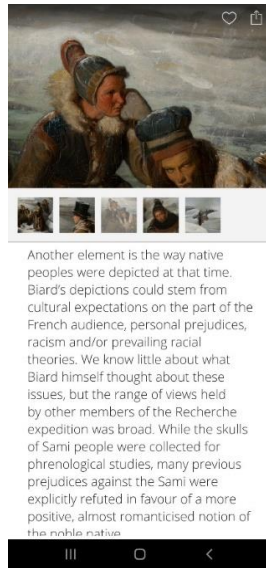 Another element is the way native
peoples were depicted at that time.
Biard's depictions could stem from
cultural expectations on the part of the
French audience, personal prejudices,
racism and/or prevailing racial
theories. We know little about what
Biard himself thought about these
issues, but the range of views held
by other members of the Recherche
expedition was broad. While the skulls
of Sami people were collected for
phrenological studies, many previous
prejudices against the Sami were
explicitly refuted in favour of a more
positive, almost romanticised notion of
the noble native